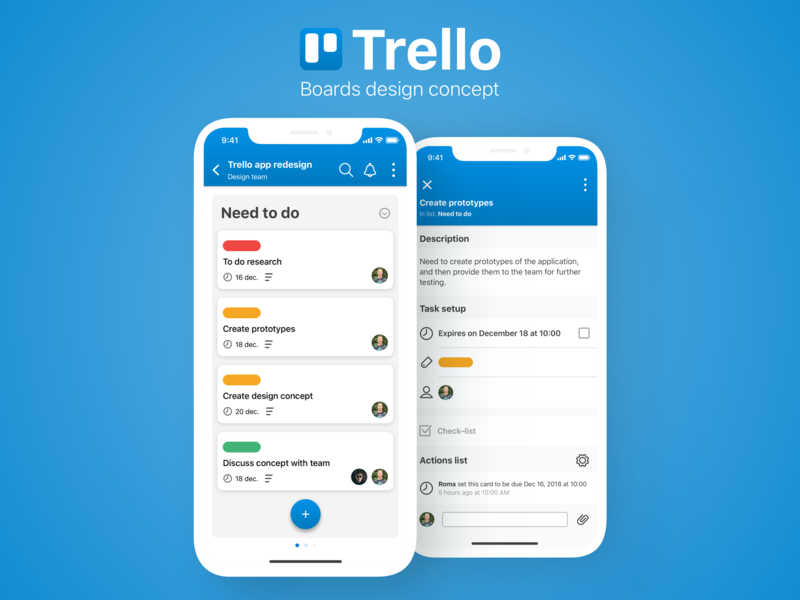 Trello
Boards design concept
9:41
Trello app redesign
Design team
Need to do
To do research
16 dec.
Create prototypes
18 dec.
Create design concept
20 dec.
Discuss concept with team
18 dec.
+
9:41
Create prototypes
In list: Need to do
Description
Need to create prototypes of the application,
and then provide them to the team for further
testing.
Task setup
Expires on December 18 at 10:00
Check-list
Actions list
Roma set this card to be due Dec 16, 2018 at 10:00
5 hours ago at 10:00 AM